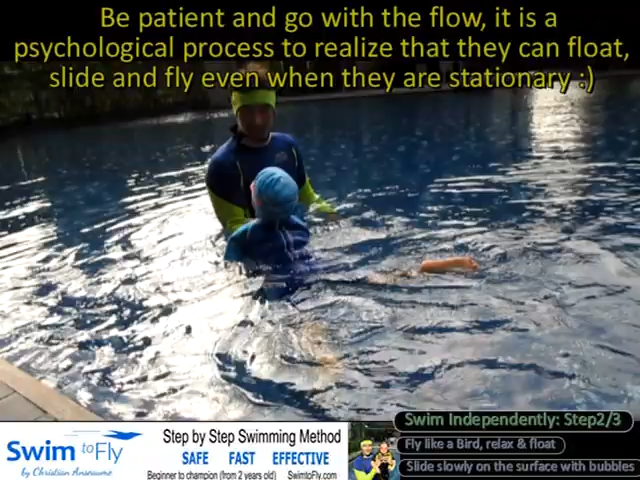 Be patient and go with the flow, it is a
psychological process to realize that they can float,
slide and fly even when they are stationary :)
Swim Independently: Step2/3
Fly like a Bird, relax & float
Slide slowly on the surface with bubbles
Swim to Fly
by Christian Ansseaume
Step by Step Swimming Method
SAFE FAST EFFECTIVE
Beginner to champion (from 2 years old) SwimtoFly.com